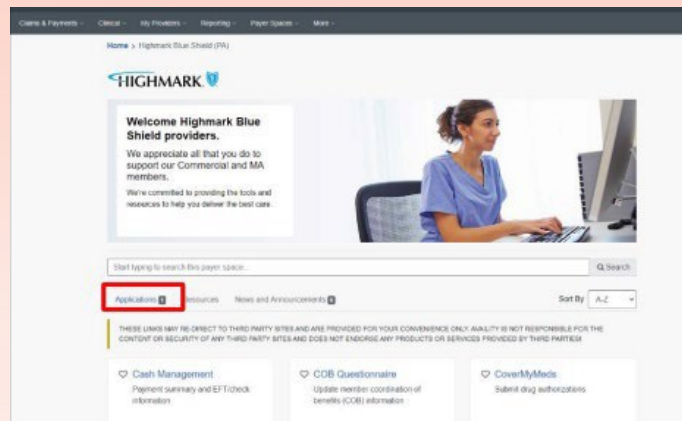 Claims & Payments Clinical My Providers Reporting Payer Spaces More
Home > Highmark Blue Shield (PA)
HIGHMARK
Welcome Highmark Blue
Shield providers.
We appreciate all that you do to
support our Commercial and MA
members.
We're committed to providing the tools and
resources to help you deliver the best care.
Start typing to search this payer space...
Search
Applications Resources News and Announcements Sort By A-Z
THESE LINKS MAY RE-DIRECT TO THIRD PARTY SITES AND ARE PROVIDED FOR YOUR CONVENIENCE ONLY. AVAILITY IS NOT RESPONSIBLE FOR THE
CONTENT OR SECURITY OF ANY THIRD PARTY SITES AND DOES NOT ENDORSE ANY PRODUCTS OR SERVICES PROVIDED BY THIRD PARTIES!
Cash Management
Payment summary and EFT/check
information
COB Questionnaire
Update member coordination of
benefits (COB) information
CoverMyMeds
Submit drug authorizations